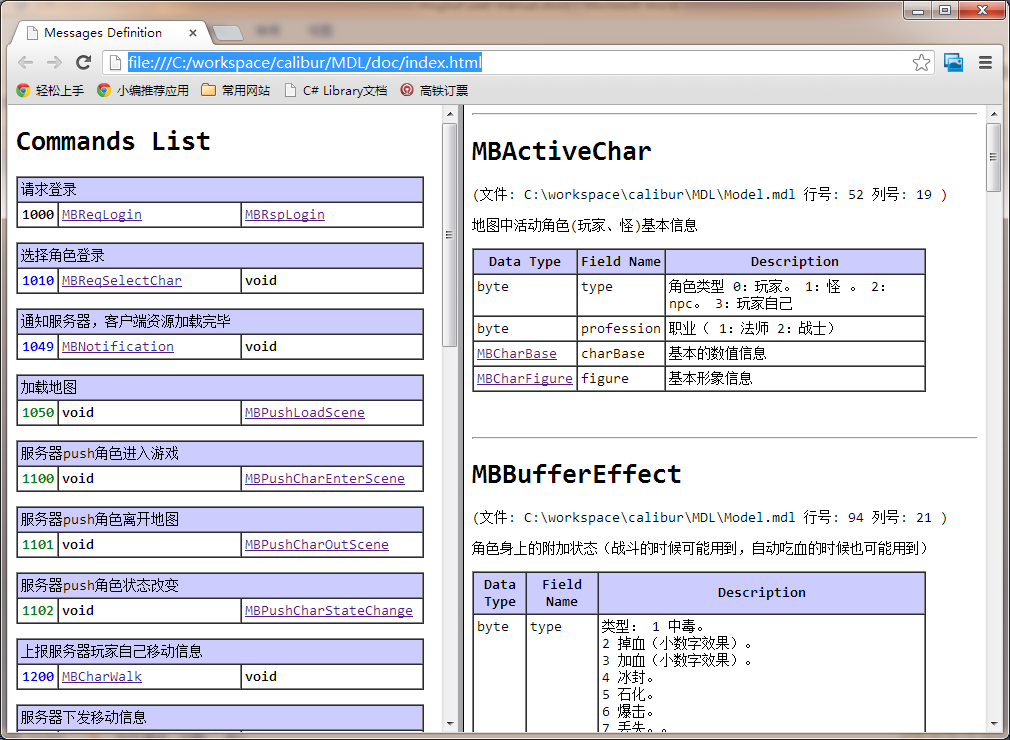 Messages Definition
file:///C:/workspace/calibur/MDL/doc/index.html
轻松上手 小编推荐应用 常用网站 C# Library文档 高铁订票
Commands List
请求登录
1000 MBReqLogin MBRspLogin
选择角色登录
1010 MBReqSelectChar void
通知服务器，客户端资源加载完毕
1049 MBNotification void
加载地图
1050 void MBPushLoadScene
服务器push角色进入游戏
1100 void MBPushCharEnterScene
服务器push角色离开地图
1101 void MBPushCharOutScene
服务器push角色状态改变
1102 void MBPushCharStateChange
上报服务器玩家自己移动信息
1200 MBCharWalk void
服务器下发移动信息
MBActiveChar
(文件: C:\workspace\calibur\MDL\Model.mdl 行号: 52 列号: 19 )
地图中活动角色(玩家、怪)基本信息
Data Type Field Name Description
byte type 角色类型 0：玩家。 1：怪 。 2：
npc。 3：玩家自己
byte profession 职业（ 1：法师 2：战士）
MBCharBase charBase 基本的数值信息
MBCharFigure figure 基本形象信息
MBBufferEffect
(文件: C:\workspace\calibur\MDL\Model.mdl 行号: 94 列号: 21 )
角色身上的附加状态（战斗的时候可能用到，自动吃血的时候也可能用到）
Data Type Field Name Description
byte type 类型： 1 中毒。
2 掉血（小数字效果）。
3 加血（小数字效果）。
4 冰封。
5 石化。
6 爆击。
7 丢失。。